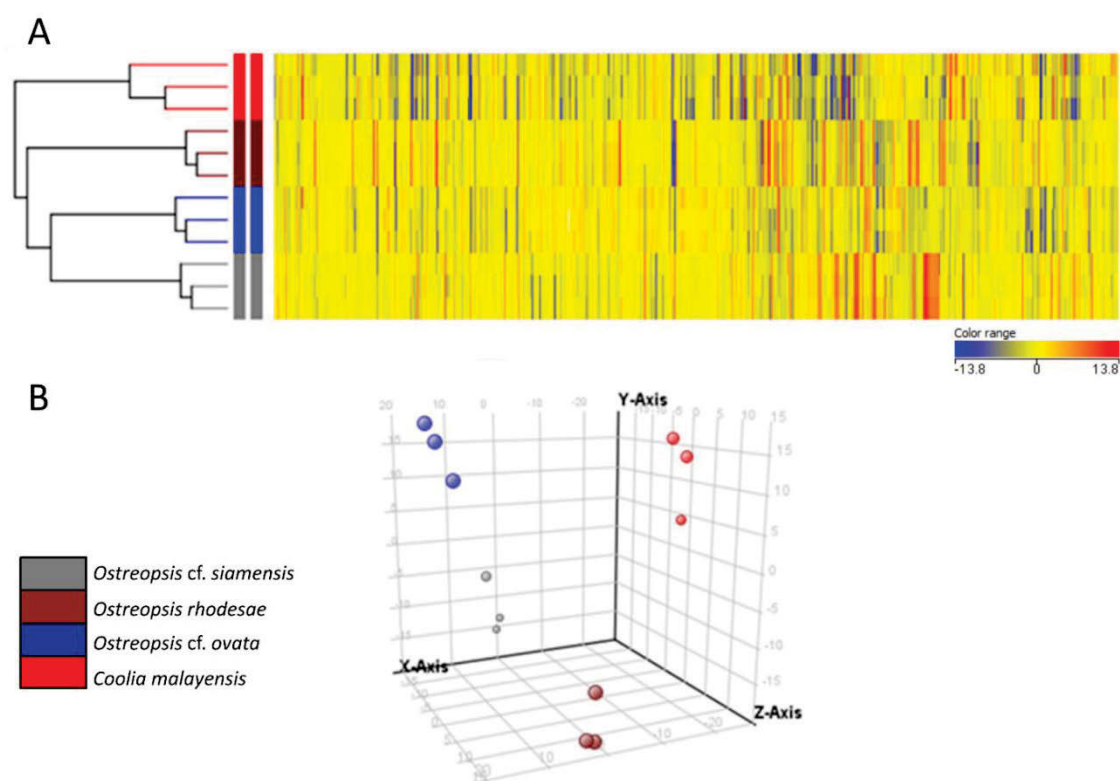 A
Color range
-13.8 0 13.8
B
Y-Axis
20 10 0 -10 -20
15 10 5 0 -5 -10 -15
X-Axis
Z-Axis
-10 -20
Ostreopsis cf. siamensis
Ostreopsis rhodesae
Ostreopsis cf. ovata
Coolia malayensis